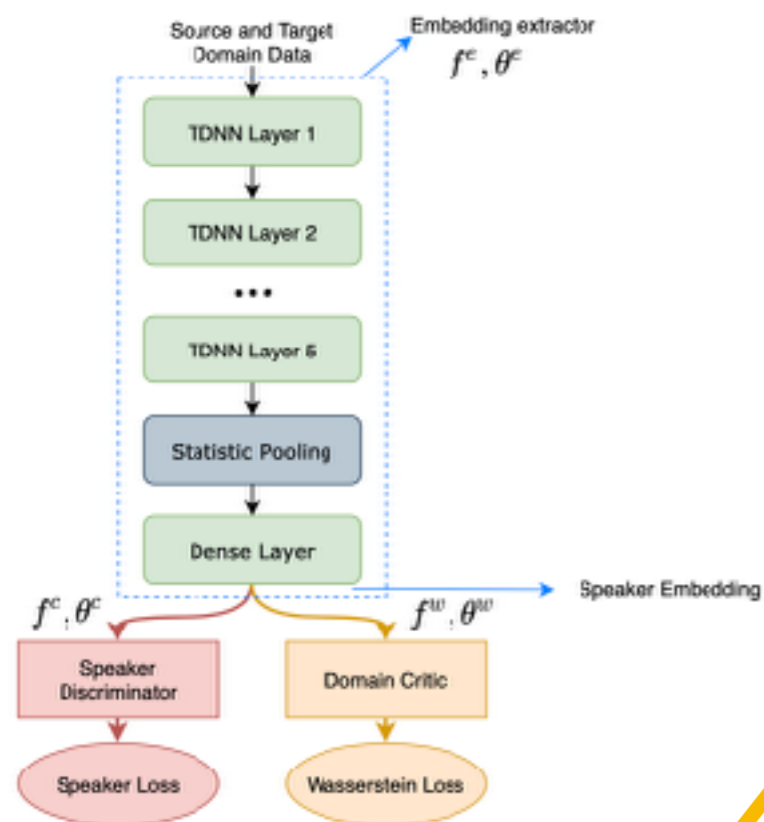 Source and Target
Domain Data
Embedding extractor
f^e, θ^e
TDNN Layer 1
TDNN Layer 2
•••
TDNN Layer
Statistic Pooling
Dense Layer
Speaker Embedding
f^c, θ^c
f^w, θ^w
Speaker
Discriminator
Domain Critic
Speaker Loss
Wasserstein Loss